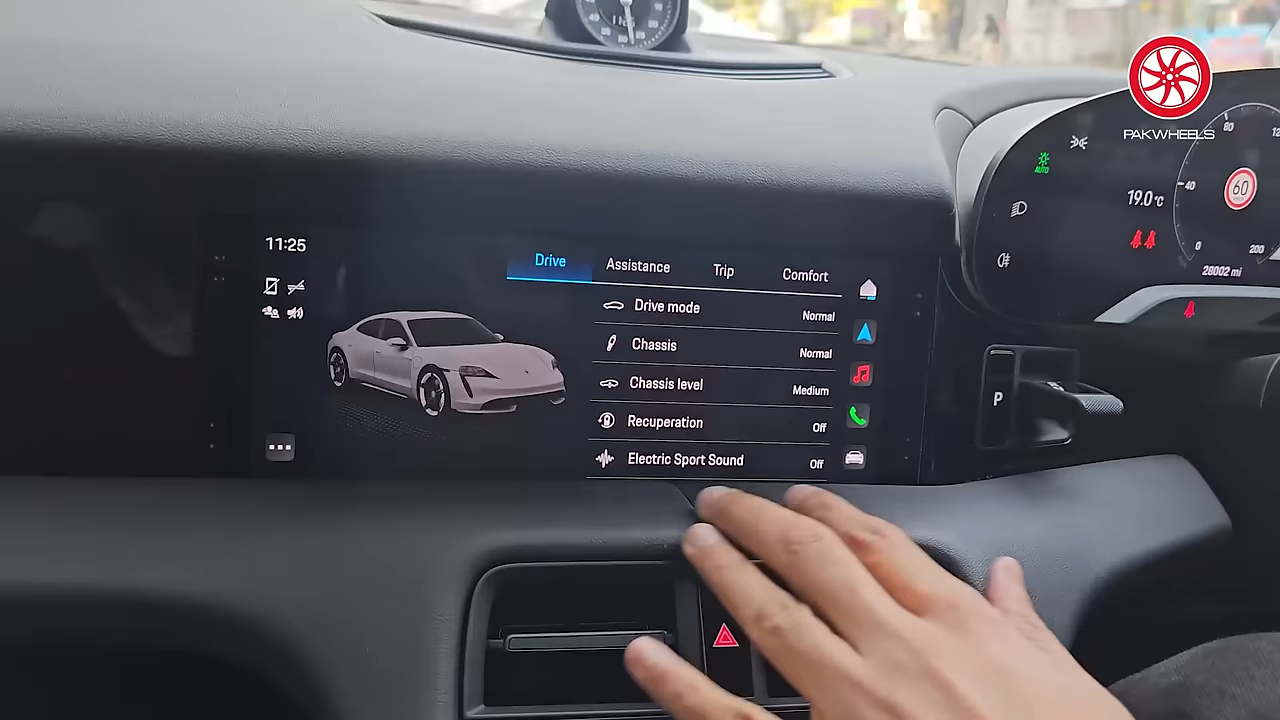 PAKWHEELS
11:25
Drive Assistance Trip Comfort
Drive mode Normal
Chassis Normal
Chassis level Medium
Recuperation Off
Electric Sport Sound Off
AUTO
19.0°C
80
40
60
0
200
28002 mi
P